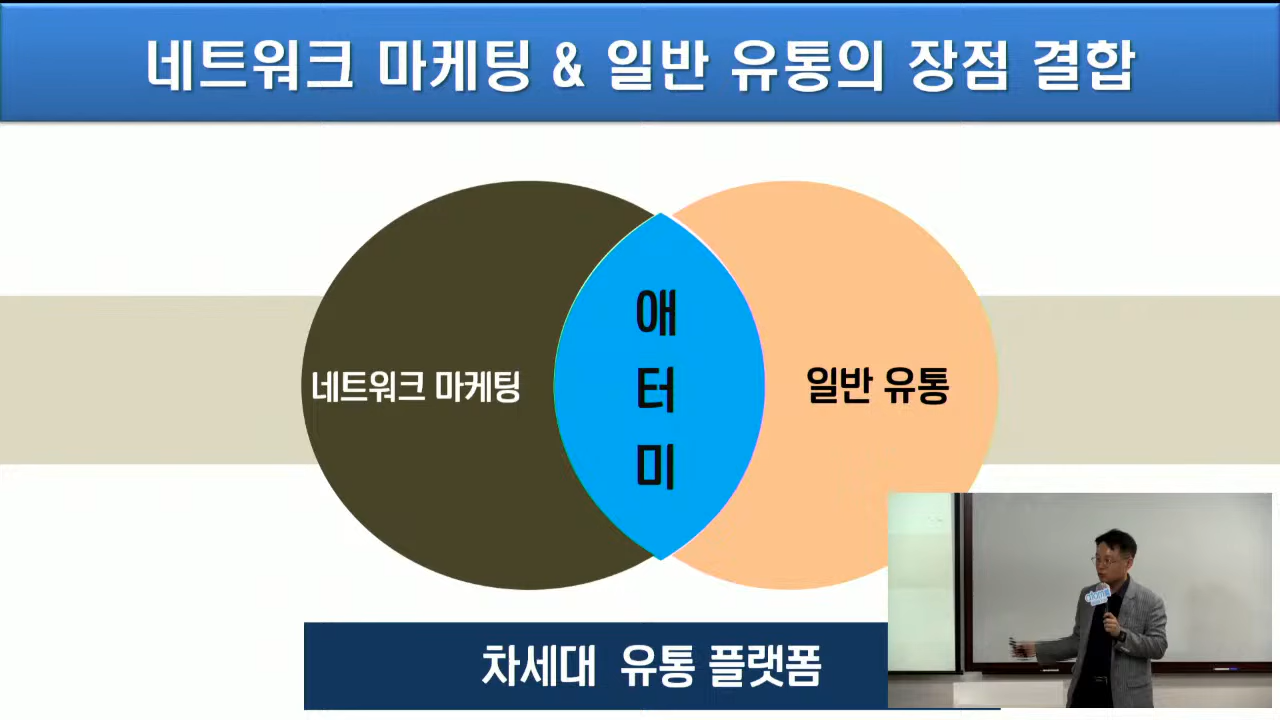 네트워크 마케팅 & 일반 유통의 장점 결합
네트워크 마케팅
애
터
미
일반 유통
차세대 유통 플랫폼